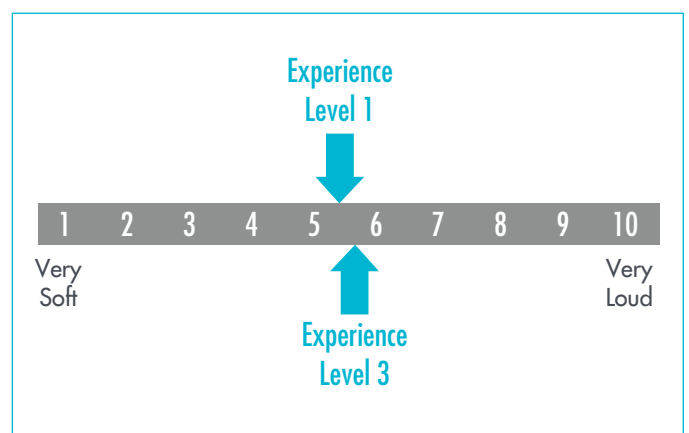 Experience
Level 1
1 2 3 4 5 6 7 8 9 10
Very
Soft
Very
Loud
Experience
Level 3